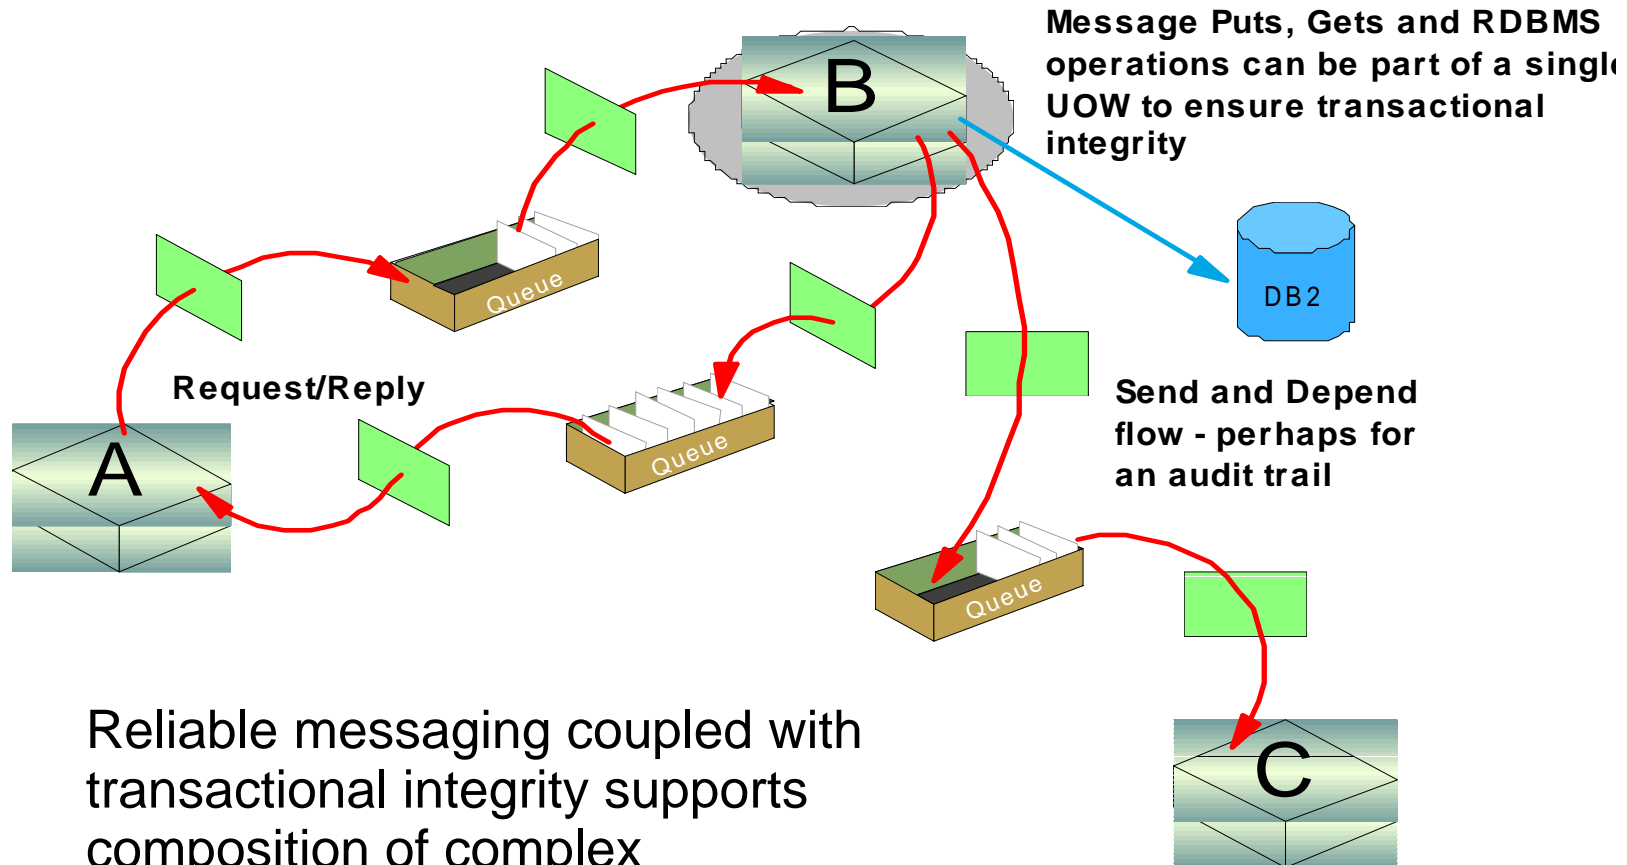 Message Puts, Gets and RDBMS
operations can be part of a single
UOW to ensure transactional
integrity
B
Queue
DB2
Request/Reply
Queue
A
Send and Depend
flow - perhaps for
an audit trail
Queue
C
Reliable messaging coupled with
transactional integrity supports
composition of complex